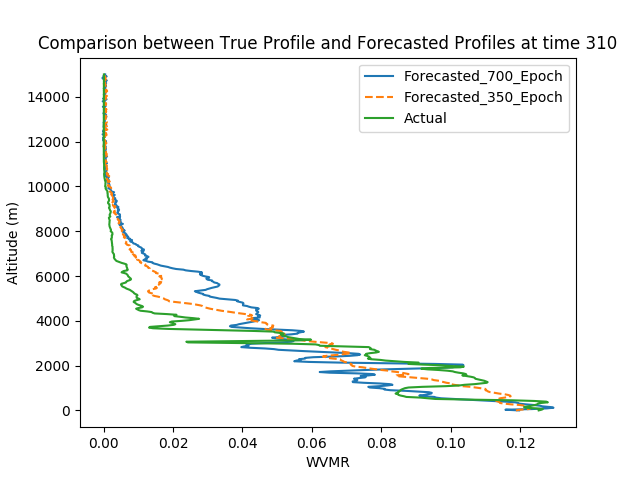 Comparison between True Profile and Forecasted Profiles at time 310
Forecasted_700_Epoch
Forecasted_350_Epoch
Actual
Altitude (m)
14000
12000
10000
8000
6000
4000
2000
0
0.00 0.02 0.04 0.06 0.08 0.10 0.12
WVMR